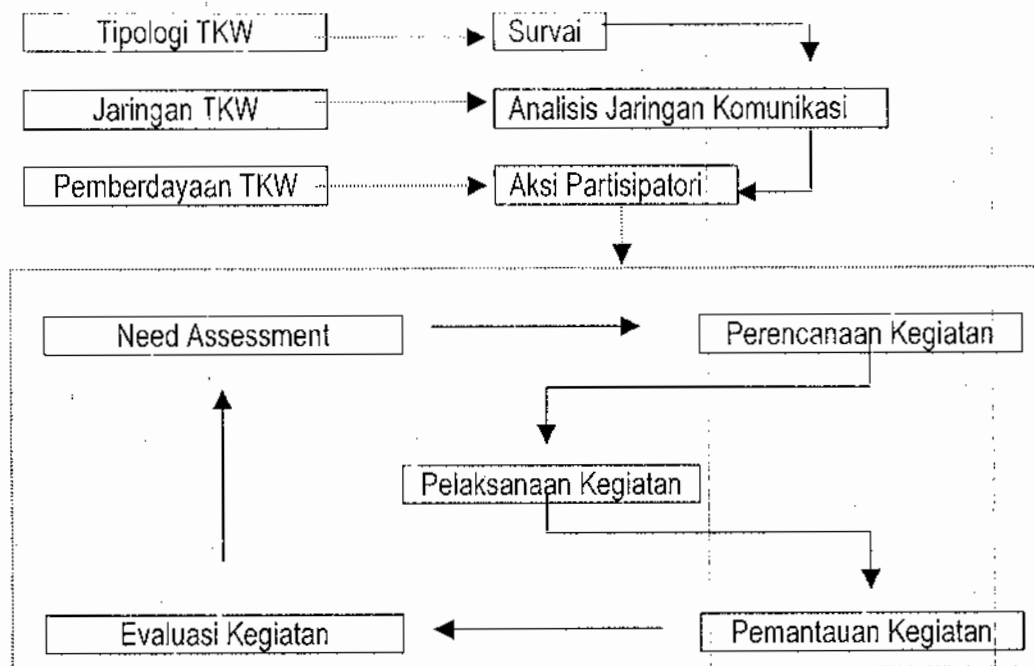 Tipologi TKW
Survai
Jaringan TKW
Analisis Jaringan Komunikasi
Pemberdayaan TKW
Aksi Partisipatori
Need Assessment
Perencanaan Kegiatan
Pelaksanaan Kegiatan
Evaluasi Kegiatan
Pemantauan Kegiatan